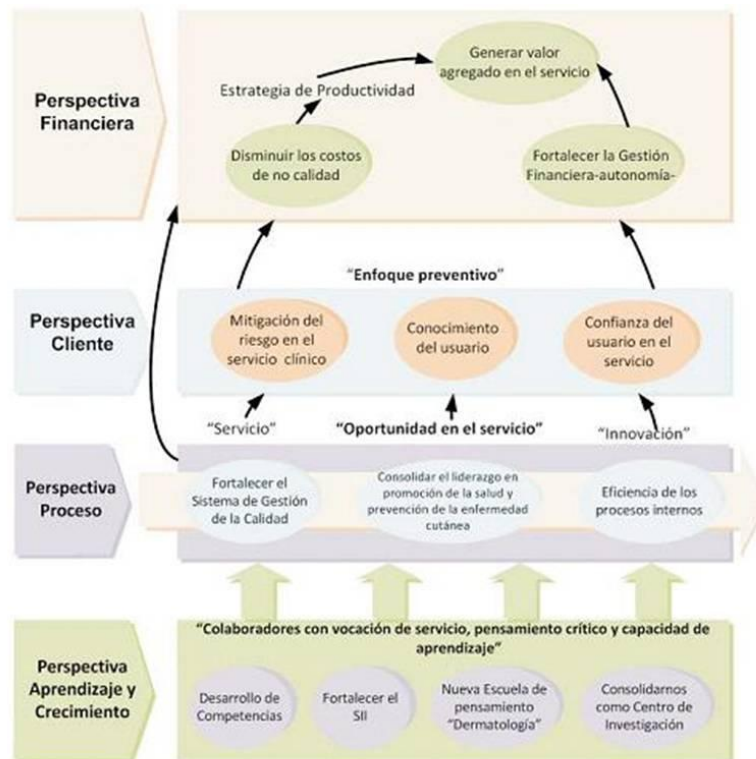 Perspectiva
Financiera
Generar valor
agregado en el servicio
Estrategia de Productividad
Disminuir los costos
de no calidad
Fortalecer la Gestión
Financiera-autonomía-
"Enfoque preventivo"
Perspectiva
Cliente
Mitigación del
riesgo en el
servicio clínico
Conocimiento
del usuario
Confianza del
usuario en el
servicio
"Servicio"
"Oportunidad en el servicio"
"Innovación"
Perspectiva
Proceso
Fortalecer el
Sistema de Gestión
de la Calidad
Consolidar el liderazgo en
promoción de la salud y
prevención de la enfermedad
cutánea
Eficiencia de los
procesos internos
"Colaboradores con vocación de servicio, pensamiento crítico y capacidad de
aprendizaje"
Perspectiva
Aprendizaje y
Crecimiento
Desarrollo de
Competencias
Fortalecer el
SII
Nueva Escuela de
pensamiento
"Dermatología"
Consolidarnos
como Centro de
Investigación